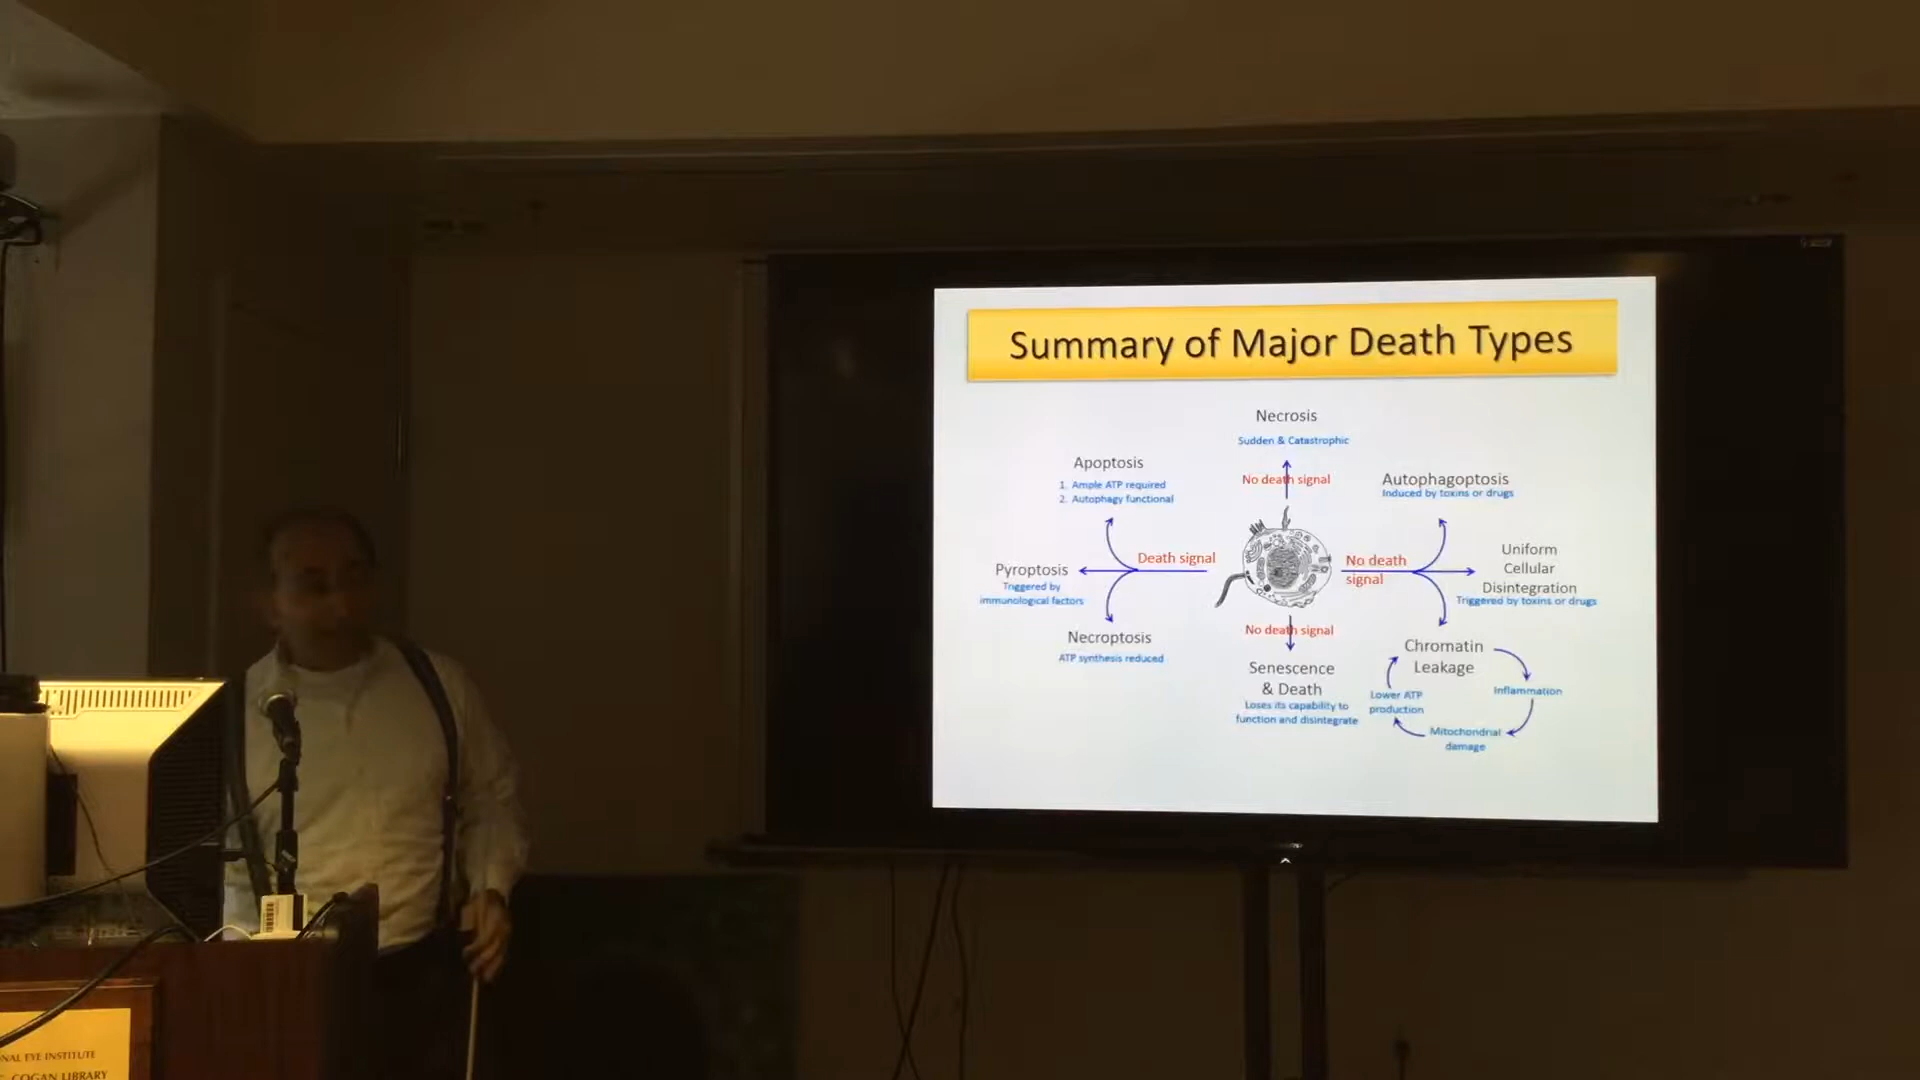 Summary of Major Death Types
Necrosis
Sudden & Catastrophic
No death signal
Apoptosis
1. Ample ATP required
2. Autophagy functional
Autophagoptosis
Induced by toxins or drugs
Death signal
No death
signal
Pyroptosis
Triggered by
immunological factors
Uniform
Cellular
Disintegration
Triggered by toxins or drugs
Necroptosis
ATP synthesis reduced
No death signal
Senescence
& Death
Loses its capability to
function and disintegrate
Chromatin
Leakage
Inflammation
Mitochondrial
damage
Lower ATP
production
NAL EYE INSTITUTE
COGAN LIBRARY